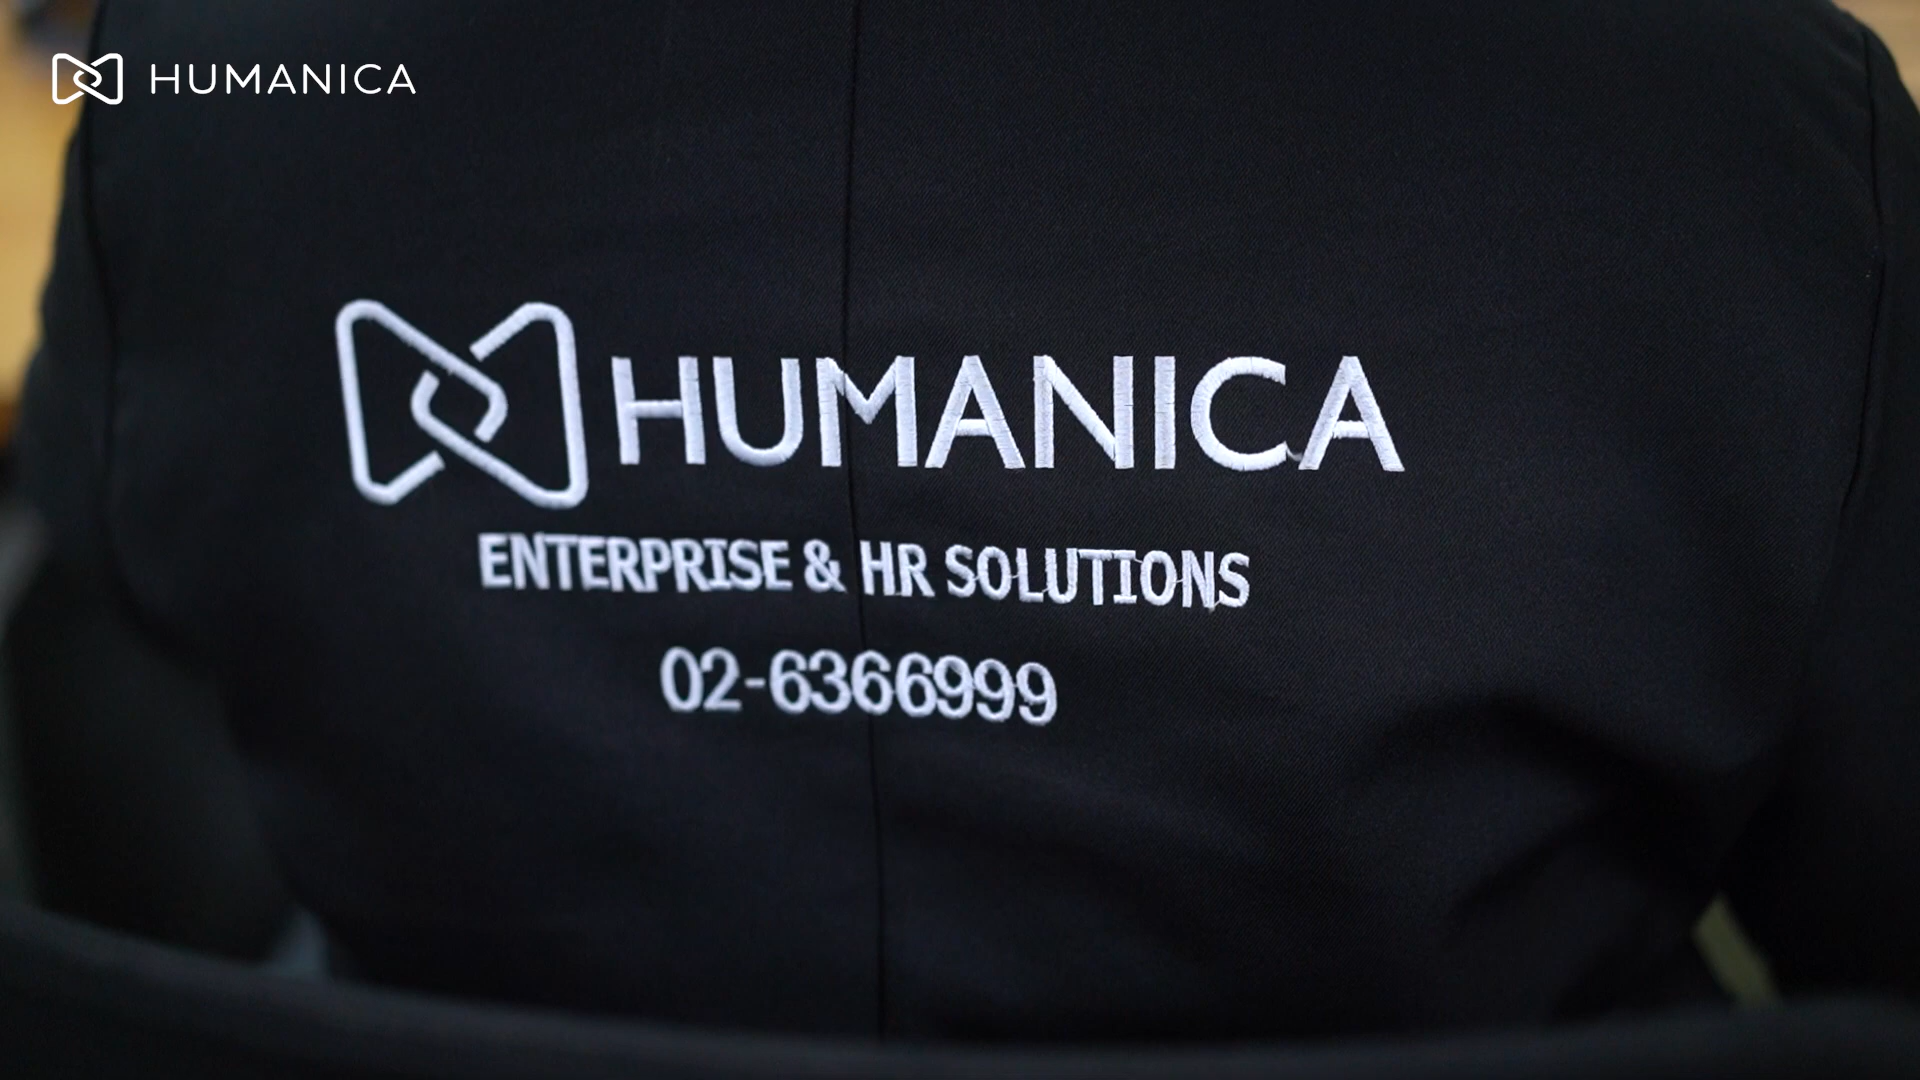 HUMANICA
HUMANICA
ENTERPRISE & HR SOLUTIONS
02-6366999